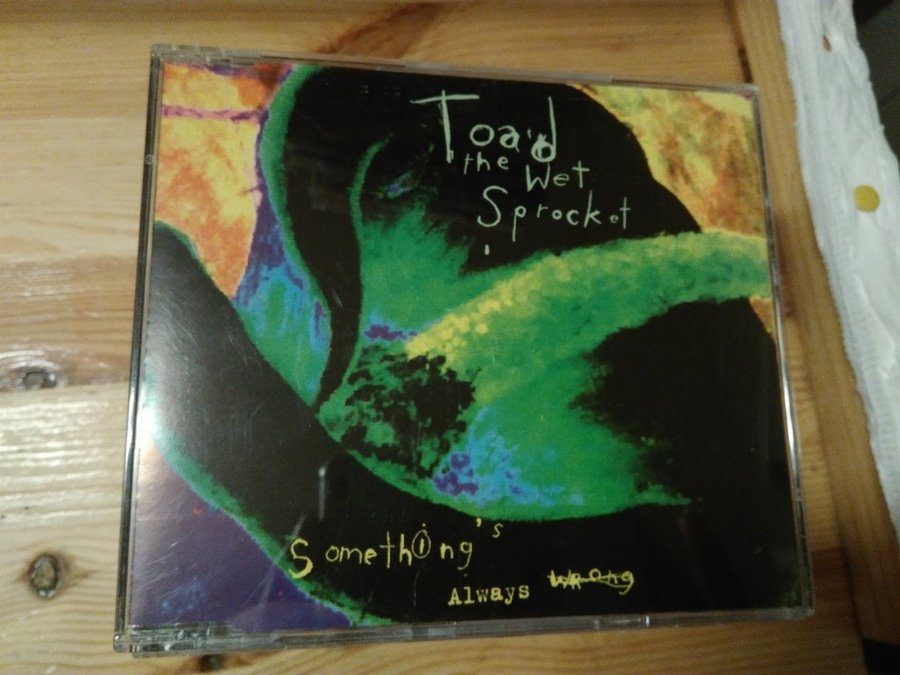 Toad
the Wet
Sprocket
Something's
Always Wrong